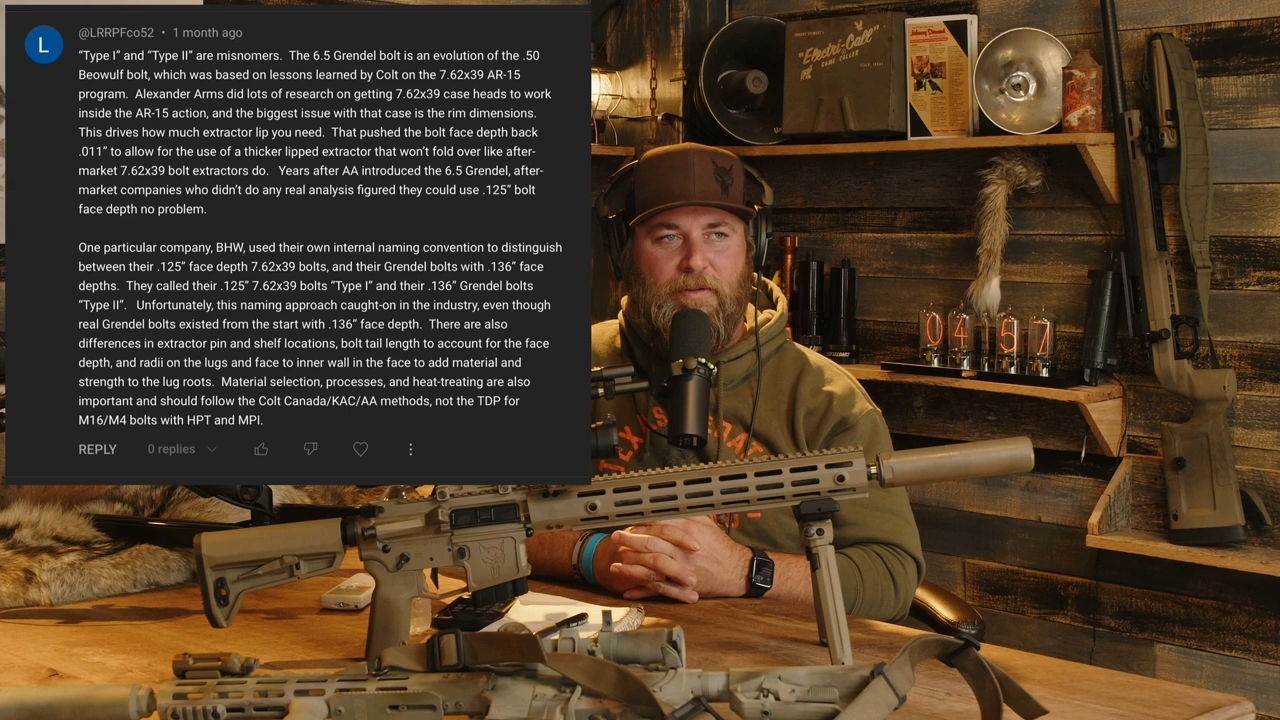 L
@LRRPFco52 • 1 month ago
“Type I” and “Type II” are misnomers.  The 6.5 Grendel bolt is an evolution of the .50
Beowulf bolt, which was based on lessons learned by Colt on the 7.62x39 AR-15
program.  Alexander Arms did lots of research on getting 7.62x39 case heads to work
inside the AR-15 action, and the biggest issue with that case is the rim dimensions.
This drives how much extractor lip you need.  That pushed the bolt face depth back
.011” to allow for the use of a thicker lipped extractor that won’t fold over like after-
market 7.62x39 bolt extractors do.   Years after AA introduced the 6.5 Grendel, after-
market companies who didn’t do any real analysis figured they could use .125” bolt
face depth no problem.
One particular company, BHW, used their own internal naming convention to distinguish
between their .125” face depth 7.62x39 bolts, and their Grendel bolts with .136” face
depths.  They called their .125” 7.62x39 bolts “Type I” and their .136” Grendel bolts
“Type II”.   Unfortunately, this naming approach caught-on in the industry, even though
real Grendel bolts existed from the start with .136” face depth.  There are also
differences in extractor pin and shelf locations, bolt tail length to account for the face
depth, and radii on the lugs and face to inner wall in the face to add material and
strength to the lug roots.  Material selection, processes, and heat-treating are also
important and should follow the Colt Canada/KAC/AA methods, not the TDP for
M16/M4 bolts with HPT and MPI.
REPLY 0 replies
"Electri-Call"
GAME CALLER
Johnny Stewart
04 57